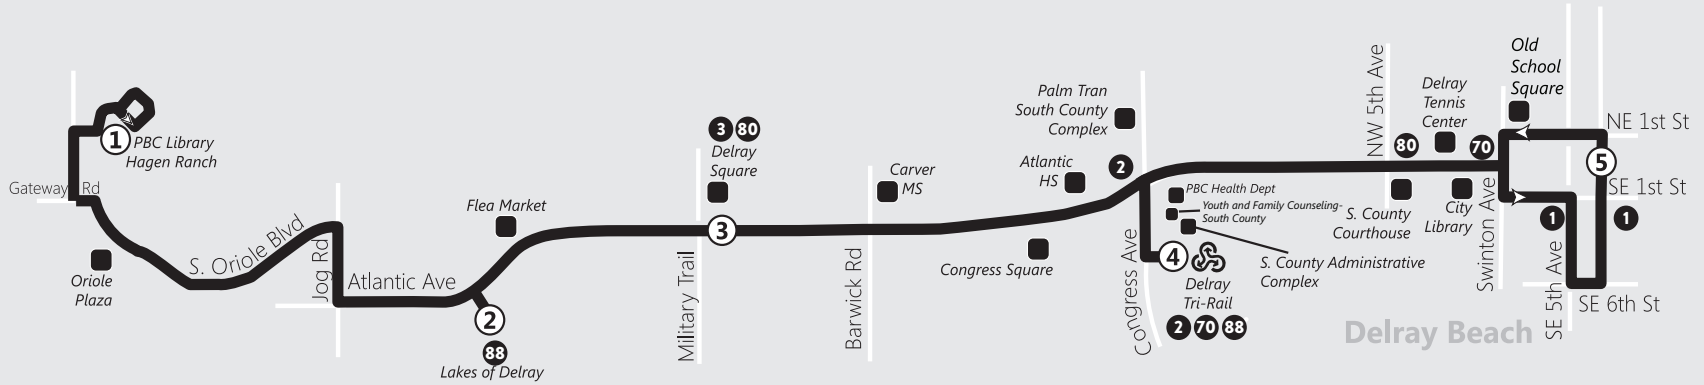 1
PBC Library
Hagen Ranch
Gateway Rd
Oriole
Plaza
S. Oriole Blvd
Jog Rd
Atlantic Ave
Flea Market
2
88
Lakes of Delray
3 80
Delray
Square
3
Military Trail
Carver
MS
Barwick Rd
Palm Tran
South County
Complex
Atlantic
HS
2
Congress Square
Congress Ave
PBC Health Dept
Youth and Family Counseling-
South County
S. County Administrative
Complex
4
Delray
Tri-Rail
2 70 88
NW 5th Ave
80
S. County
Courthouse
Delray
Tennis
Center
70
City
Library
Swinton Ave
Old
School
Square
NE 1st St
5
SE 1st St
1
1
SE 5th Ave
SE 6th St
Delray Beach